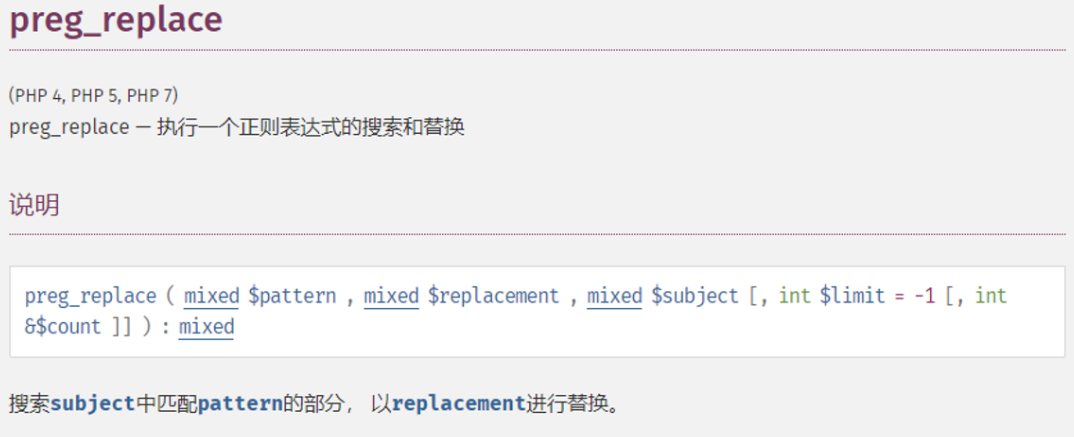 preg_replace
(PHP 4, PHP 5, PHP 7)
preg_replace — 执行一个正则表达式的搜索和替换
说明
preg_replace ( mixed $pattern , mixed $replacement , mixed $subject [, int $limit = -1 [, int
&$count ]] ) : mixed
搜索subject中匹配pattern的部分， 以replacement进行替换。